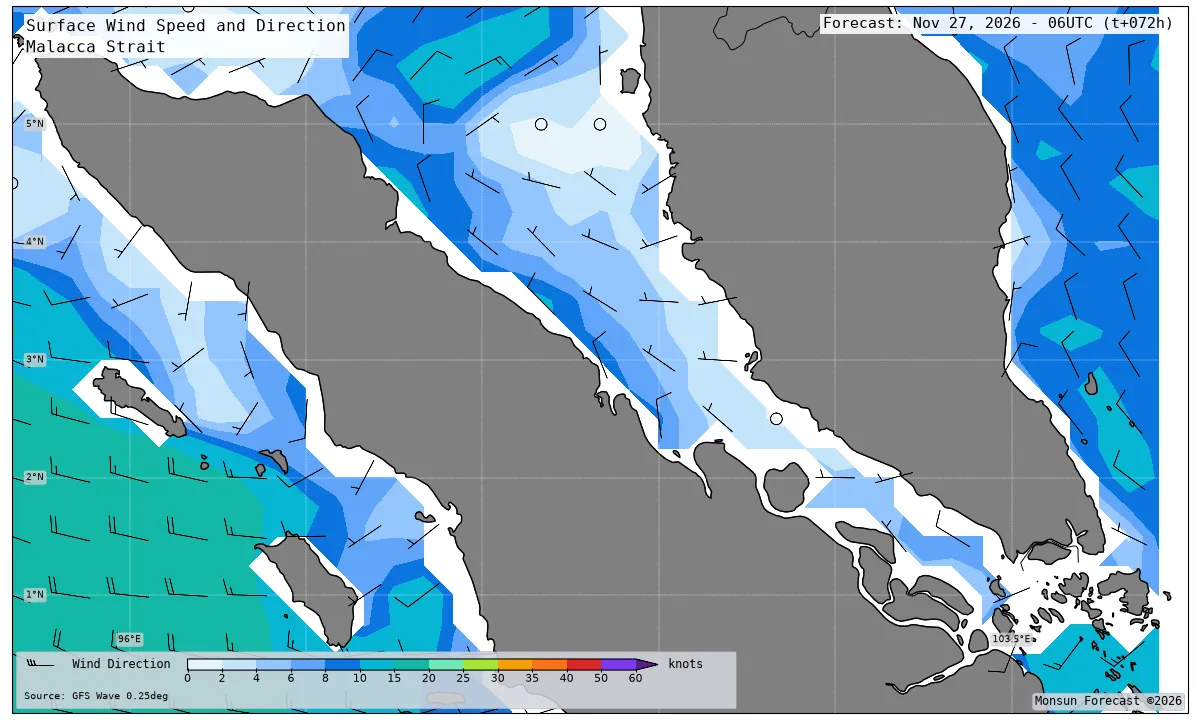 Surface Wind Speed and Direction
Malacca Strait
Forecast: Nov 27, 2026 - 06UTC (t+072h)
5°N
4°N
3°N
2°N
1°N
96°E
103.5°E
Wind Direction
knots
0 2 4 6 8 10 12 15 20 25 30 35 40 50 60
Source: GFS Wave 0.25deg
Monsun Forecast ©2026